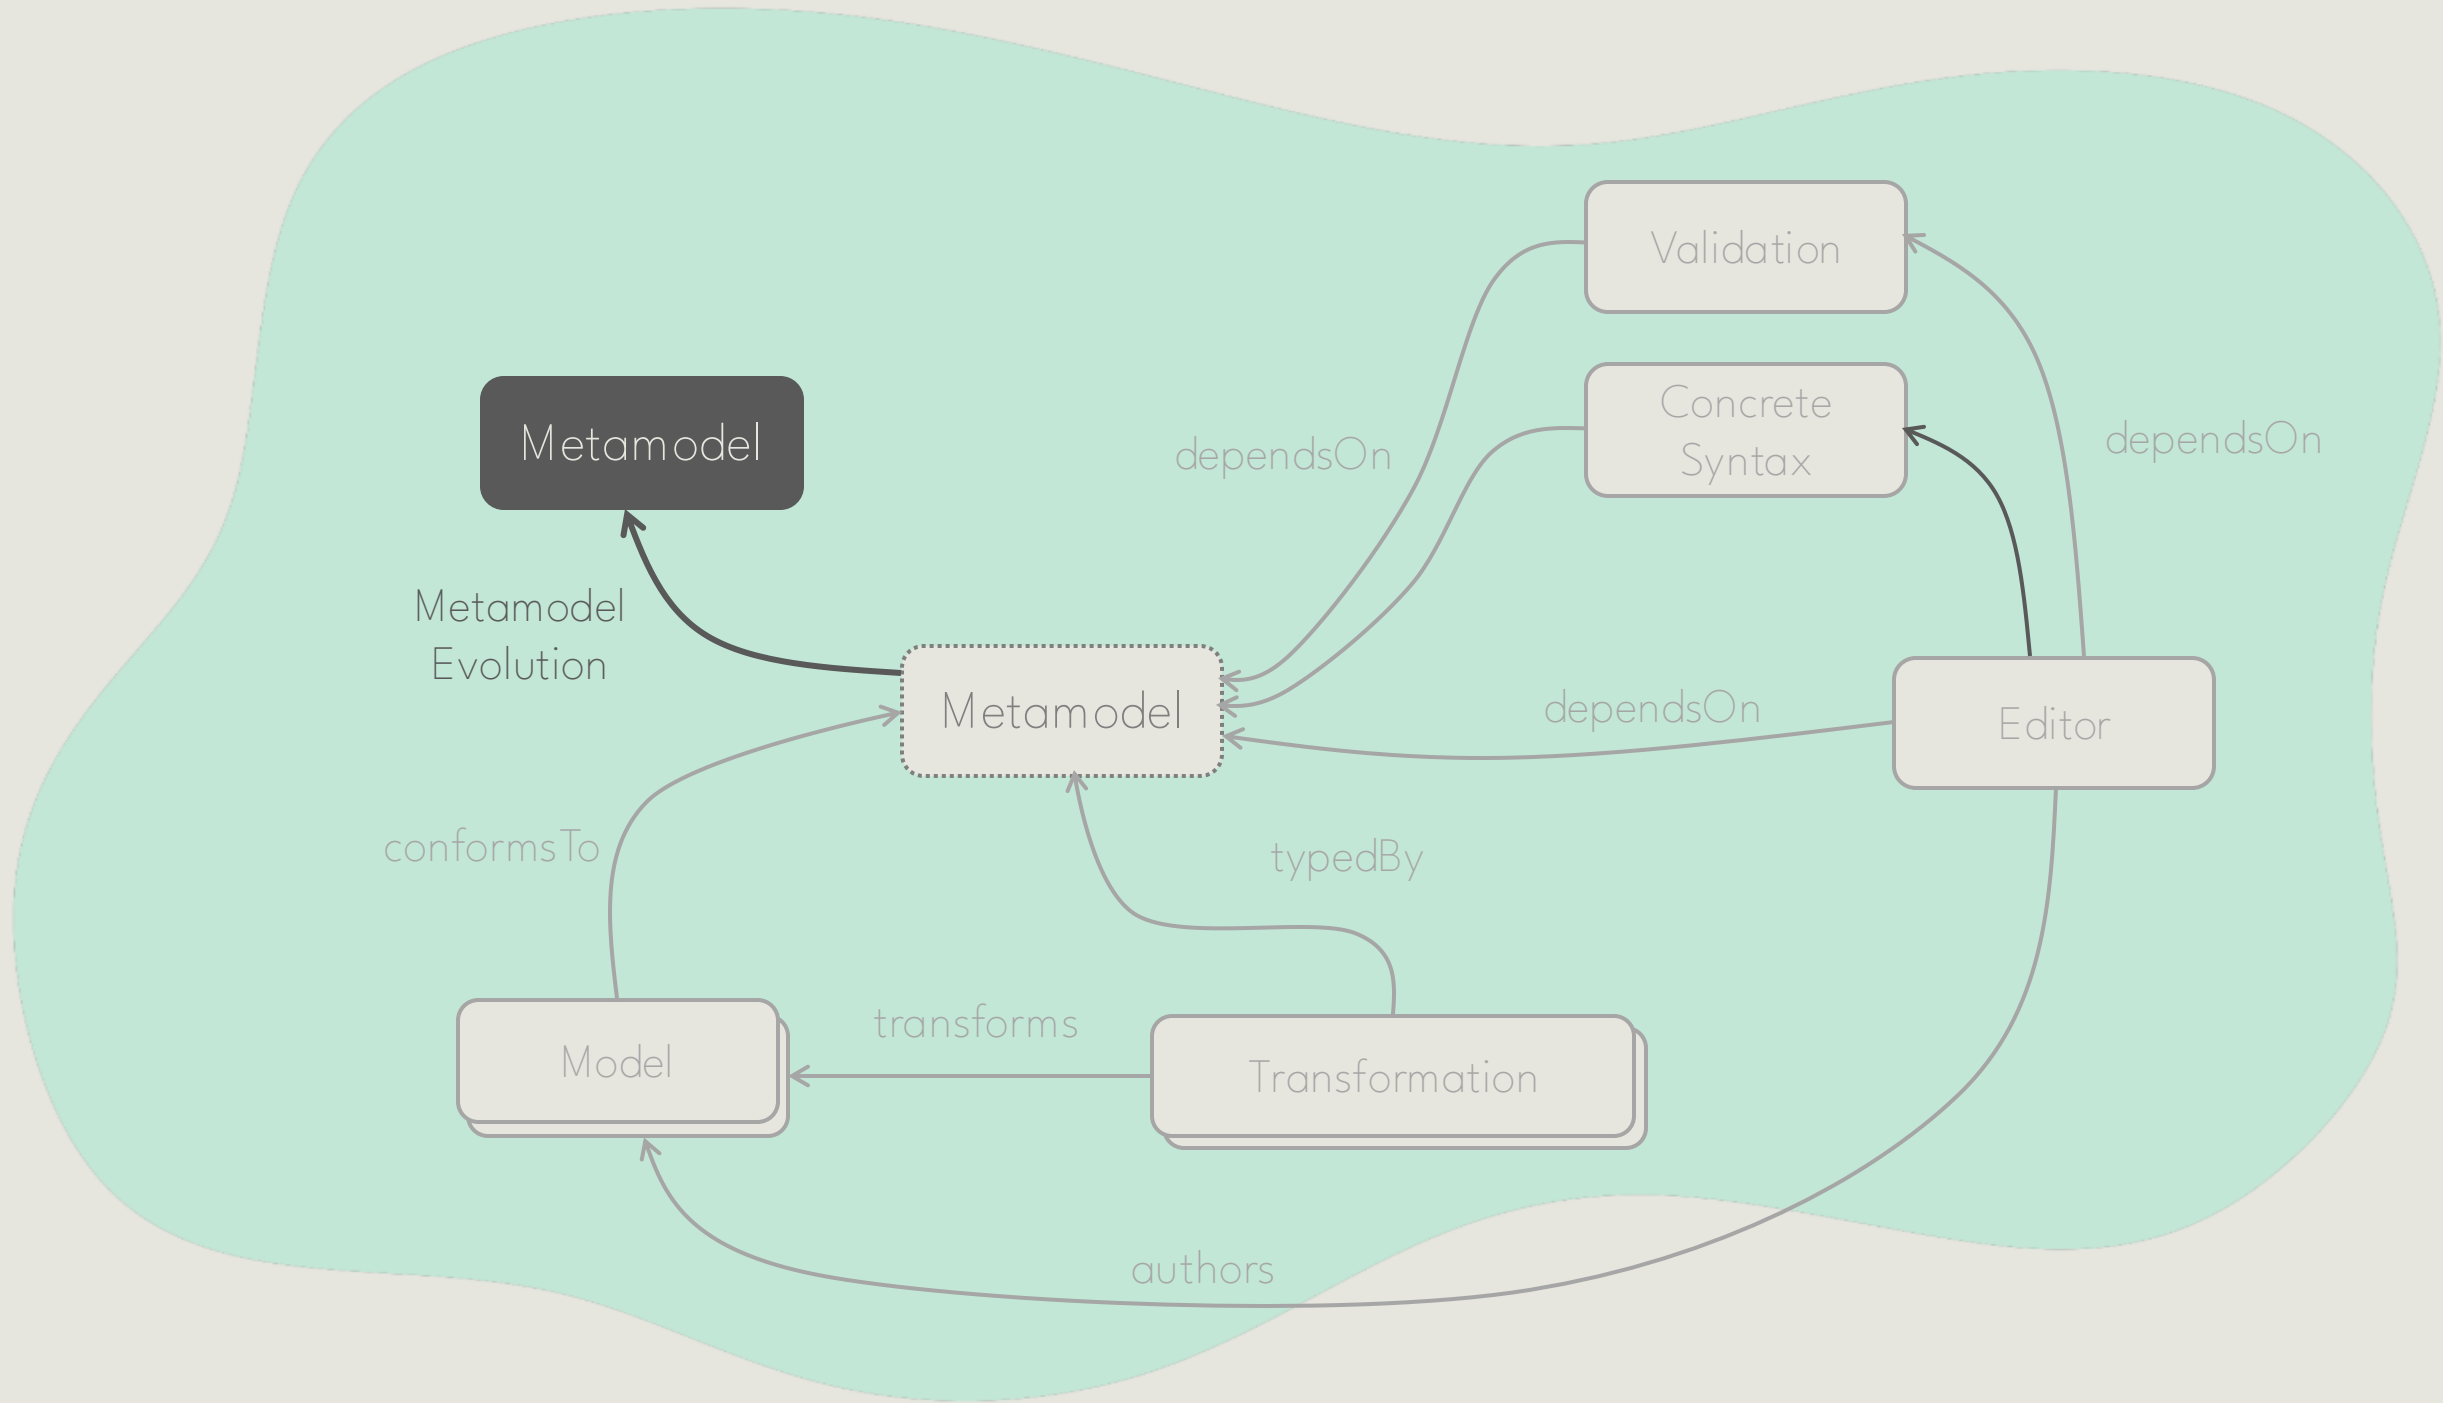 Validation
Concrete
Syntax
dependsOn
dependsOn
Metamodel
Metamodel
Evolution
Metamodel
dependsOn
Editor
conformsTo
typedBy
transforms
Model
Transformation
authors